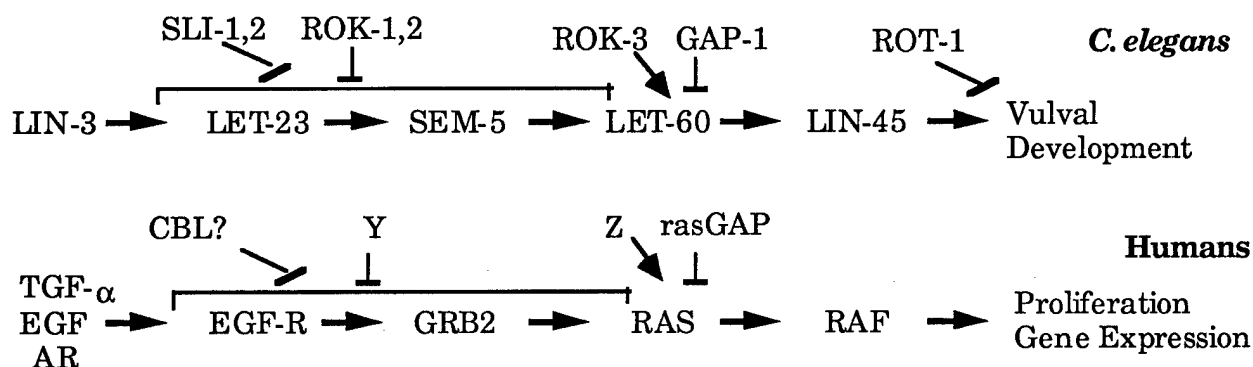 SLI-1,2 ROK-1,2 ROK-3 GAP-1 ROT-1 C. elegans
LIN-3 LET-23 SEM-5 LET-60 LIN-45 Vulval
Development
CBL? Y Z rasGAP Humans
TGF-α
EGF EGF-R GRB2 RAS RAF Proliferation
AR Gene Expression